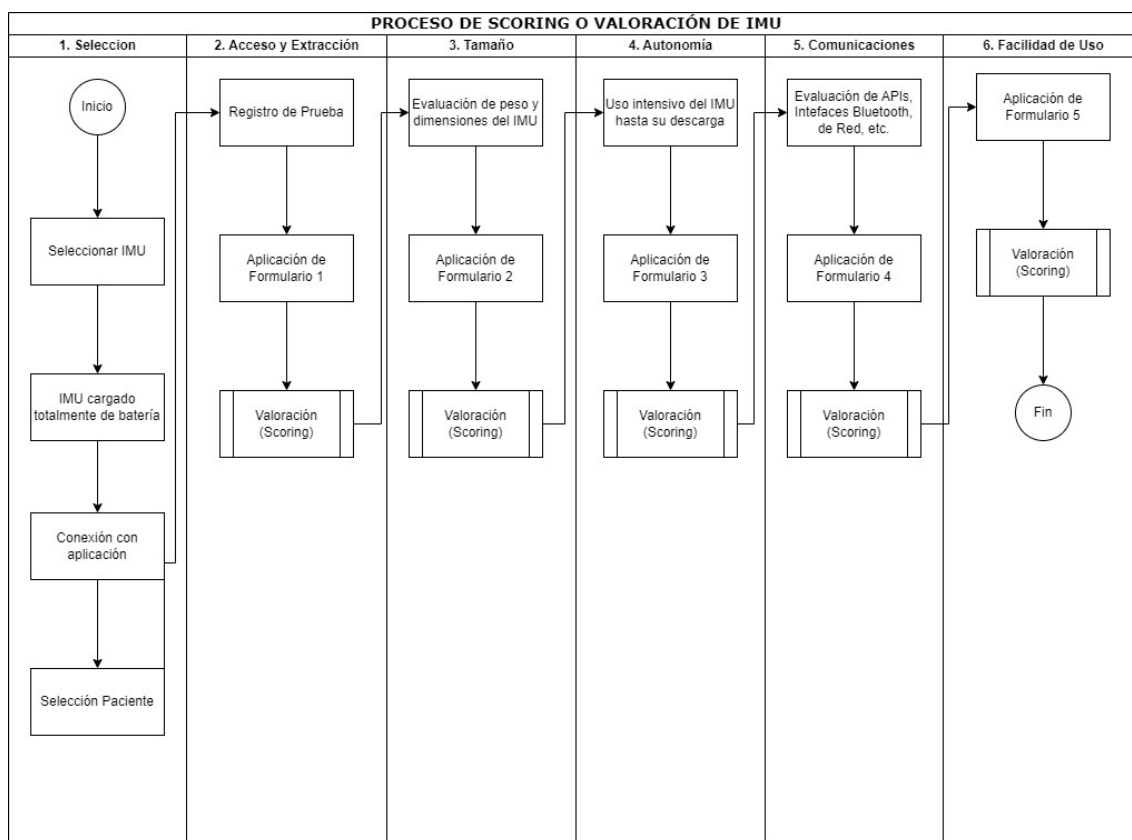 PROCESO DE SCORING O VALORACIÓN DE IMU
1. Seleccion
2. Acceso y Extracción
3. Tamaño
4. Autonomía
5. Comunicaciones
6. Facilidad de Uso
Inicio
Seleccionar IMU
IMU cargado
totalmente de batería
Conexión con
aplicación
Selección Paciente
Registro de Prueba
Aplicación de
Formulario 1
Valoración
(Scoring)
Evaluación de peso y
dimensiones del IMU
Aplicación de
Formulario 2
Valoración
(Scoring)
Uso intensivo del IMU
hasta su descarga
Aplicación de
Formulario 3
Valoración
(Scoring)
Evaluación de APIs,
Intefaces Bluetooth,
de Red, etc.
Aplicación de
Formulario 4
Valoración
(Scoring)
Aplicación de
Formulario 5
Valoración
(Scoring)
Fin